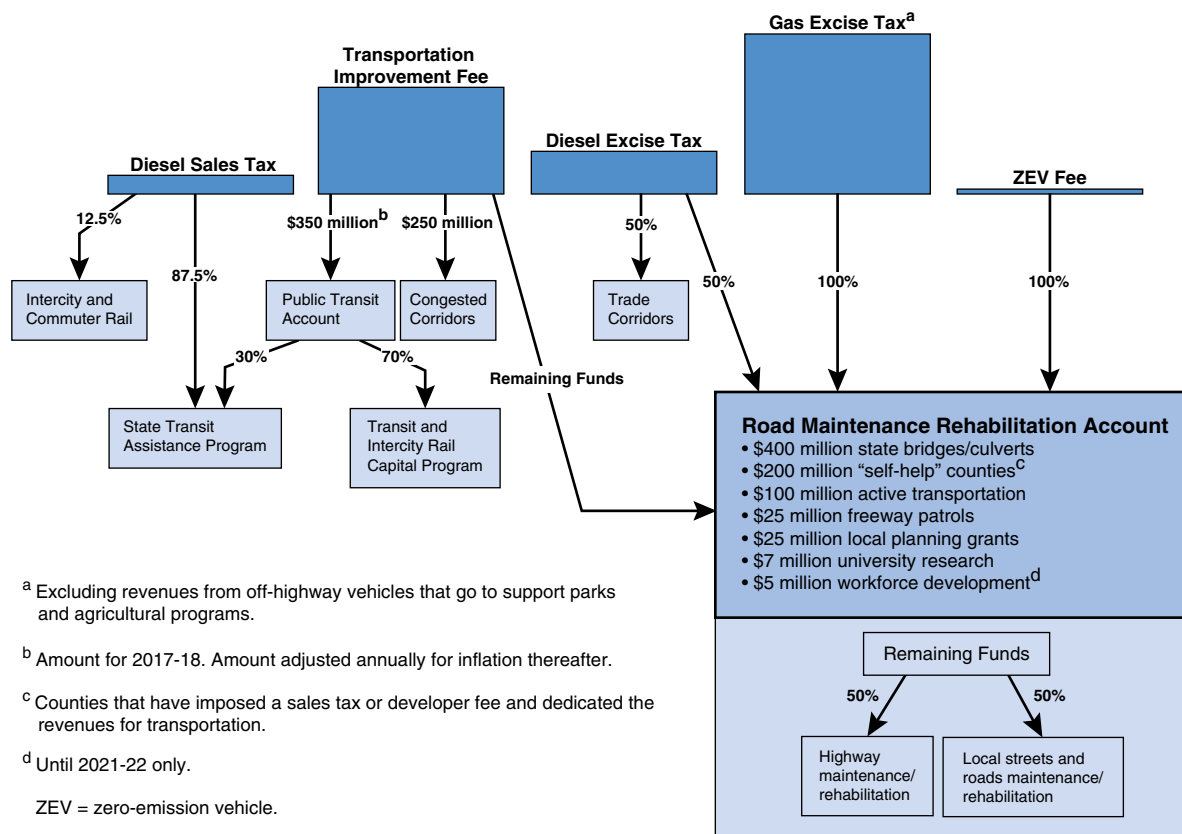 Gas Excise Taxa
Transportation
Improvement Fee
Diesel Excise Tax
Diesel Sales Tax
ZEV Fee
12.5%
$350 millionb
$250 million
50%
87.5%
50%
100%
100%
Intercity and
Commuter Rail
Public Transit
Account
Congested
Corridors
Trade
Corridors
30%
70%
Remaining Funds
State Transit
Assistance Program
Transit and
Intercity Rail
Capital Program
Road Maintenance Rehabilitation Account
• $400 million state bridges/culverts
• $200 million “self-help” countiesc
• $100 million active transportation
• $25 million freeway patrols
• $25 million local planning grants
• $7 million university research
• $5 million workforce developmentd
Remaining Funds
50%
50%
Highway
maintenance/
rehabilitation
Local streets and
roads maintenance/
rehabilitation
a Excluding revenues from off-highway vehicles that go to support parks
and agricultural programs.
b Amount for 2017-18. Amount adjusted annually for inflation thereafter.
c Counties that have imposed a sales tax or developer fee and dedicated the
revenues for transportation.
d Until 2021-22 only.
ZEV = zero-emission vehicle.